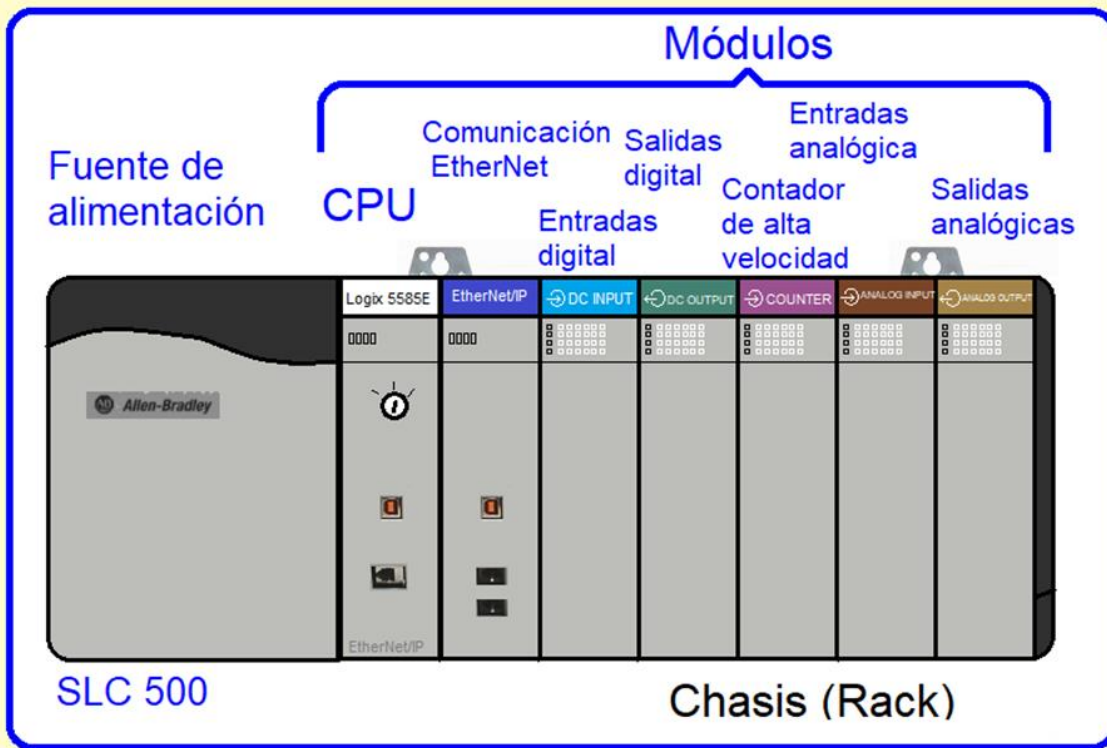 Módulos
Fuente de
alimentación
CPU
Comunicación
EtherNet
Entradas
digital
Salidas
digital
Contador
de alta
velocidad
Entradas
analógica
Salidas
analógicas
Logix 5585E
EtherNet/IP
DC INPUT
DC OUTPUT
COUNTER
ANALOG INPUT
ANALOG OUTPUT
Allen-Bradley
EtherNet/IP
SLC 500
Chasis (Rack)